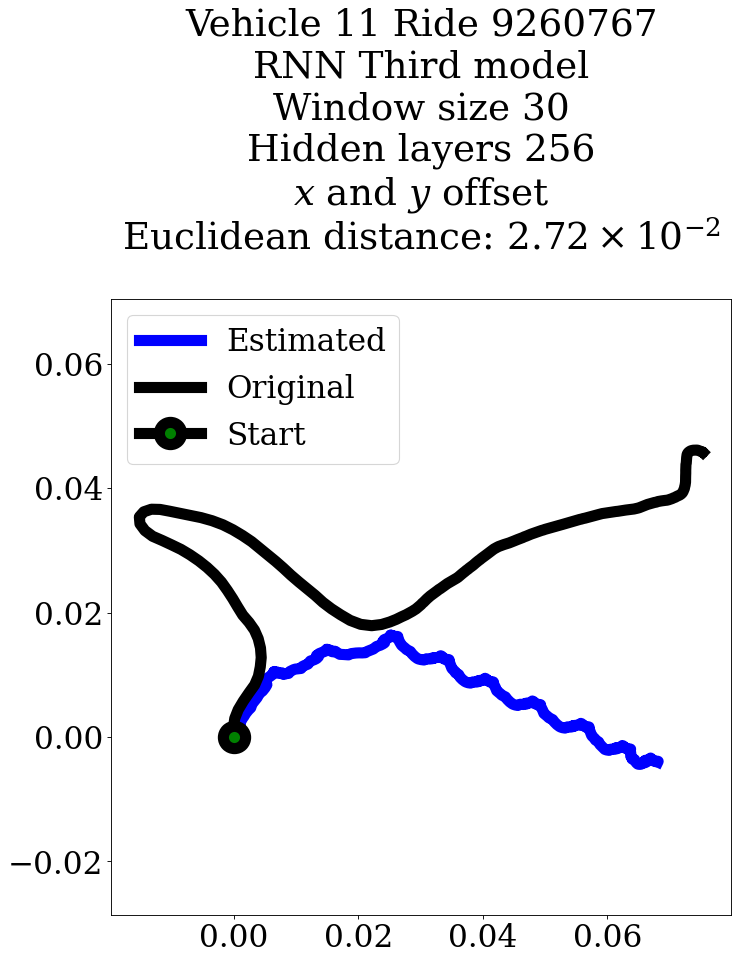 Vehicle 11 Ride 9260767
RNN Third model
Window size 30
Hidden layers 256
x and y offset
Euclidean distance: 2.72 × 10⁻²
Estimated
Original
Start
0.06
0.04
0.02
0.00
−0.02
0.00 0.02 0.04 0.06